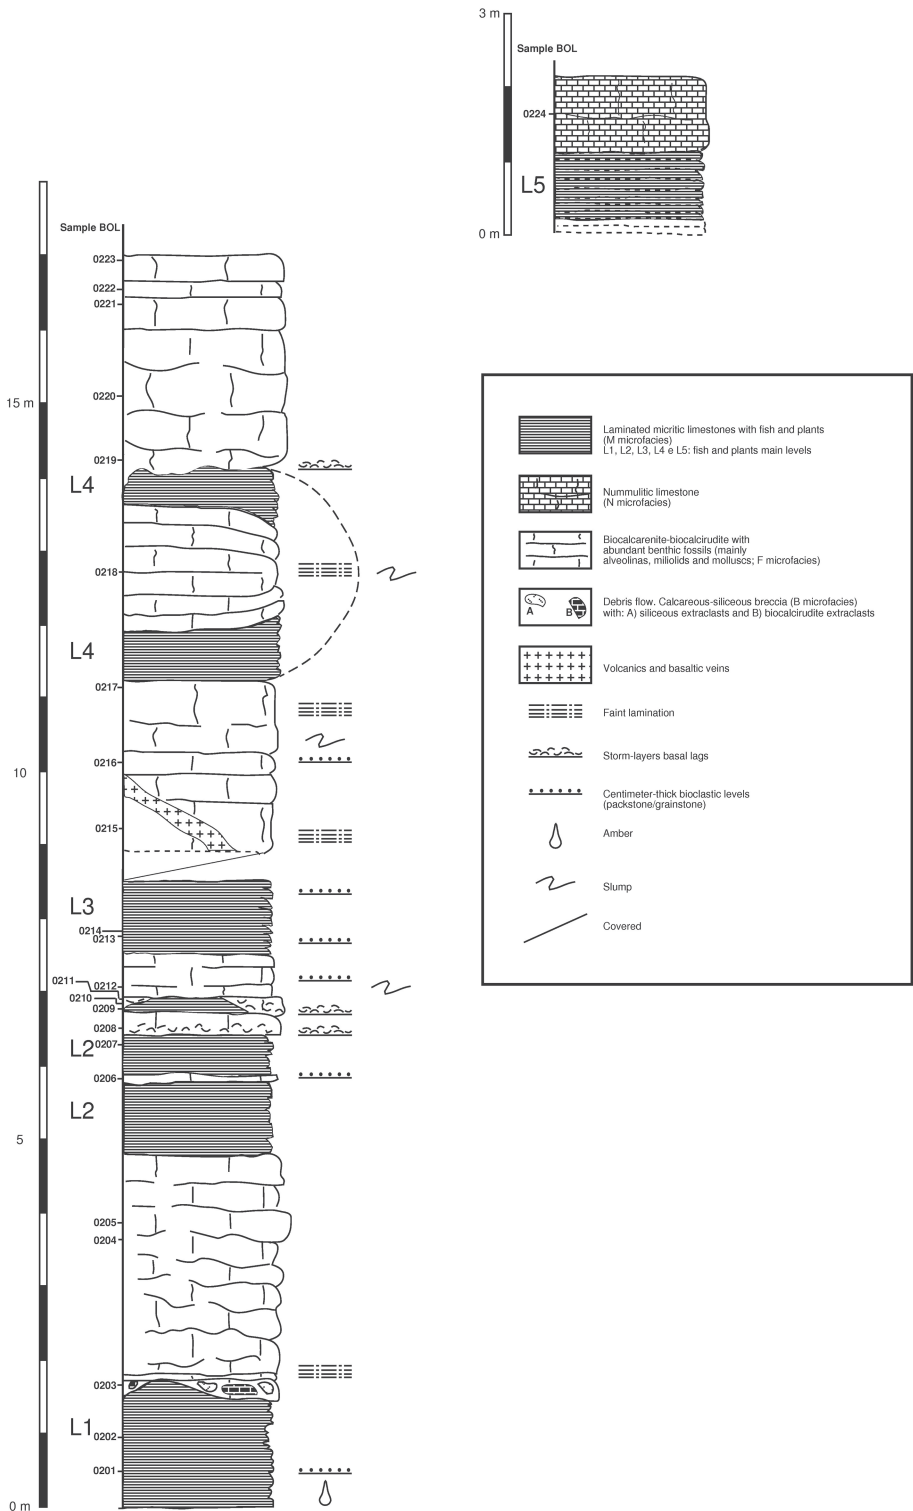 3 m
Sample BOL
0224
L5
0 m
Sample BOL
0223
0222
0221
0220
15 m
0219
L4
0218
L4
0217
0216
10
0215
L3
0214
0213
0211
0212
0210
0209
0208
L2
0207
0206
L2
5
0205
0204
0203
L1
0202
0201
0 m
Laminated micritic limestones with fish and plants
(M microfacies)
L1, L2, L3, L4 e L5: fish and plants main levels
Nummulitic limestone
(N microfacies)
Biocalcarenite-biocalcirudite with
abundant benthic fossils (mainly
alveolinas, miliolids and molluscs; F microfacies)
A
B
Debris flow. Calcareous-siliceous breccia (B microfacies)
with: A) siliceous extraclasts and B) biocalcirudite extraclasts
Volcanics and basaltic veins
Faint lamination
Storm-layers basal lags
Centimeter-thick bioclastic levels
(packstone/grainstone)
Amber
Slump
Covered